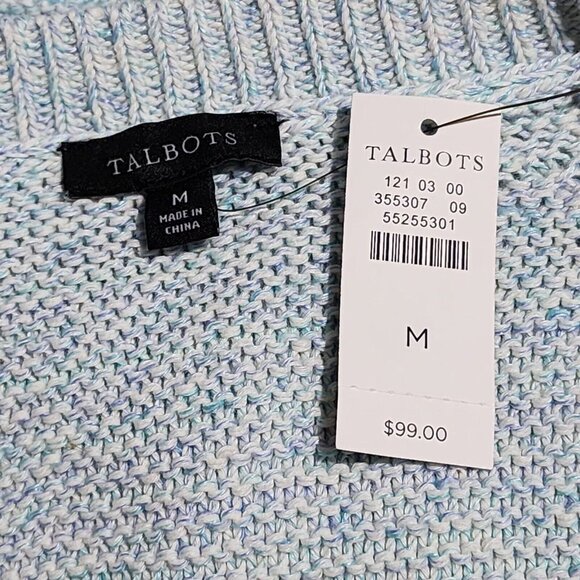 TALBOTS
M
MADE IN
CHINA
TALBOTS
121 03 00
355307 09
55255301
M
$99.00